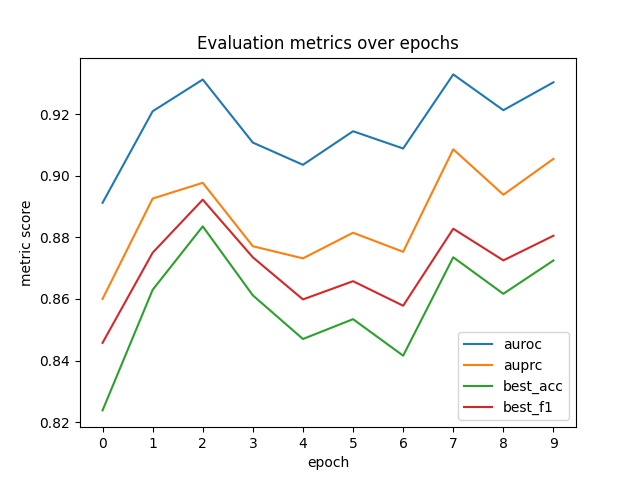 Evaluation metrics over epochs
metric score
0.92
0.90
0.88
0.86
0.84
0.82
auroc
auprc
best_acc
best_f1
0 1 2 3 4 5 6 7 8 9
epoch